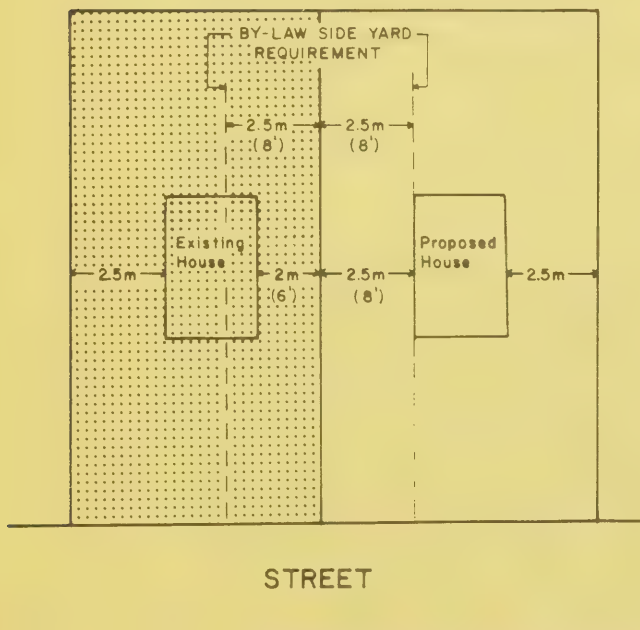 BY-LAW SIDE YARD
REQUIREMENT
2.5m
(8')
2.5m
(8')
Existing
House
Proposed
House
2.5m
2m
(6')
2.5m
(8')
2.5m
STREET